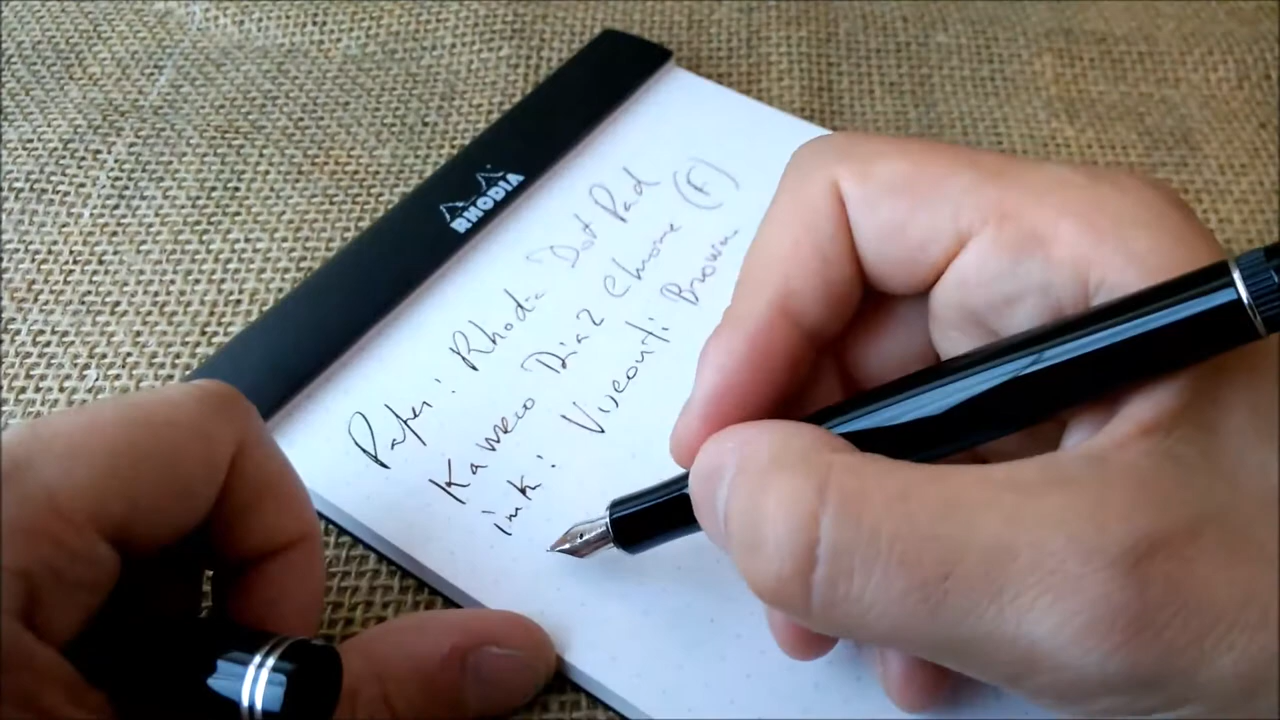 RHODIA
Paper: Rhodia Dot Pad
Kaweco Dia2 Chrome (F)
ink: Visconti Brown